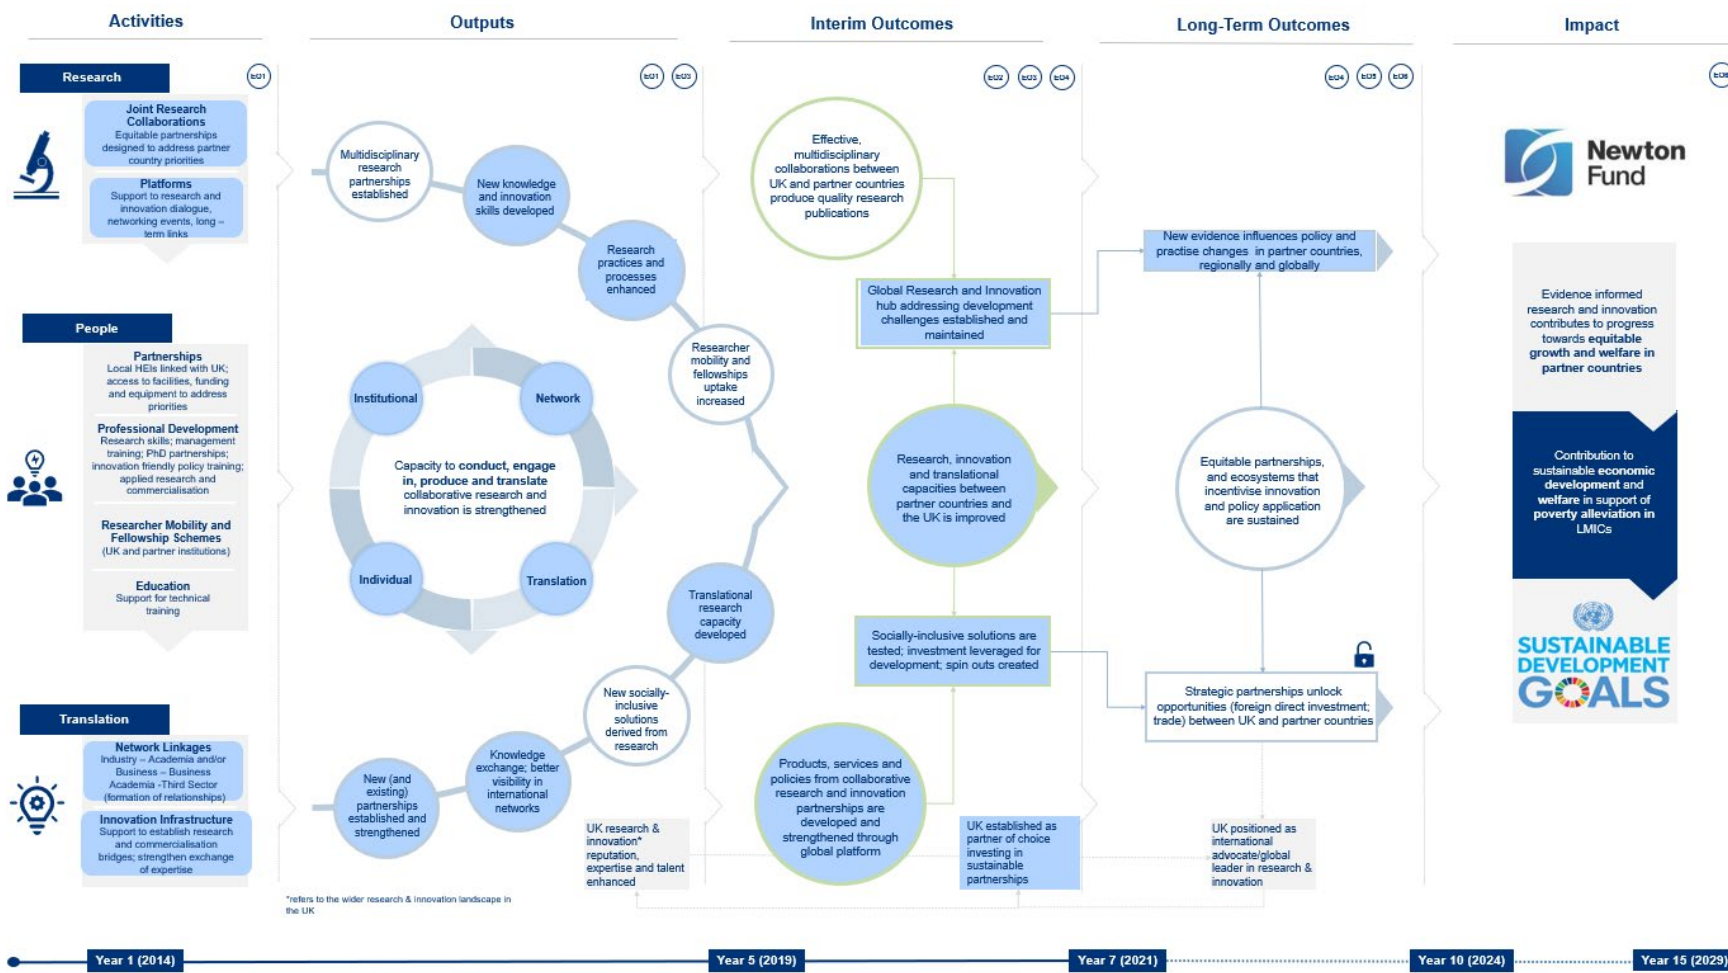 Activities
Outputs
Interim Outcomes
Long-Term Outcomes
Impact
Research
EO1
EO1
EO3
EO2
EO3
EO4
EO4
EO5
Joint Research
Collaborations
Equitable partnerships
designed to address partner
country priorities
Platforms
Support to research and
innovation dialogue,
networking events, long –
term links
People
Partnerships
Local HEIs linked with UK;
access to facilities, funding
and equipment to address
priorities
Professional Development
Research skills; management
training; PhD partnerships;
innovation friendly policy training;
applied research and
commercialisation
Researcher Mobility and
Fellowship Schemes
(UK and partner institutions)
Education
Support for technical
training
Translation
Network Linkages
Industry – Academia and/or
Business – Business
Academia -Third Sector
(formation of relationships)
Innovation Infrastructure
Support to establish research
and commercialisation
bridges; strengthen exchange
of expertise
Multidisciplinary
research
partnerships
established
New knowledge
and innovation
skills developed
Research
practices and
processes
enhanced
Researcher
mobility and
fellowships
uptake
increased
Institutional
Network
Capacity to conduct, engage
in, produce and translate
collaborative research and
innovation is strengthened
Individual
Translation
Translational
research
capacity
developed
New socially-
inclusive
solutions
derived from
research
Knowledge
exchange; better
visibility in
international
networks
New (and
existing)
partnerships
established and
strengthened
UK research &
innovation*
reputation,
expertise and talent
enhanced
*refers to the wider research & innovation landscape in
the UK
Effective,
multidisciplinary
collaborations between
UK and partner countries
produce quality research
publications
Global Research and Innovation
hub addressing development
challenges established and
maintained
Research, innovation
and translational
capacities between
partner countries and
the UK is improved
Socially-inclusive solutions are
tested; investment leveraged for
development; spin outs created
Products, services and
policies from collaborative
research and innovation
partnerships are
developed and
strengthened through
global platform
UK established as
partner of choice
investing in
sustainable
partnerships
New evidence influences policy and
practise changes in partner countries,
regionally and globally
Equitable partnerships,
and ecosystems that
incentivise innovation
and policy application
are sustained
Strategic partnerships unlock
opportunities (foreign direct investment;
trade) between UK and partner countries
UK positioned as
international
advocate/global
leader in research &
innovation
Newton
Fund
Evidence informed
research and innovation
contributes to progress
towards equitable
growth and welfare in
partner countries
Contribution to
sustainable economic
development and
welfare in support of
poverty alleviation in
LMICs
SUSTAINABLE
DEVELOPMENT
GOALS
Year 1 (2014)
Year 5 (2019)
Year 7 (2021)
Year 10 (2024)
Year 15 (2029)